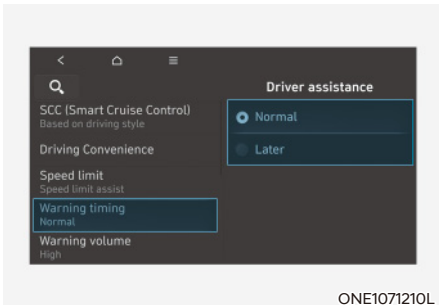 Driver assistance
SCC (Smart Cruise Control)
Based on driving style
Driving Convenience
Speed limit
Speed limit assist
Warning timing
Normal
Warning volume
High
Normal
Later
ONE1071210L